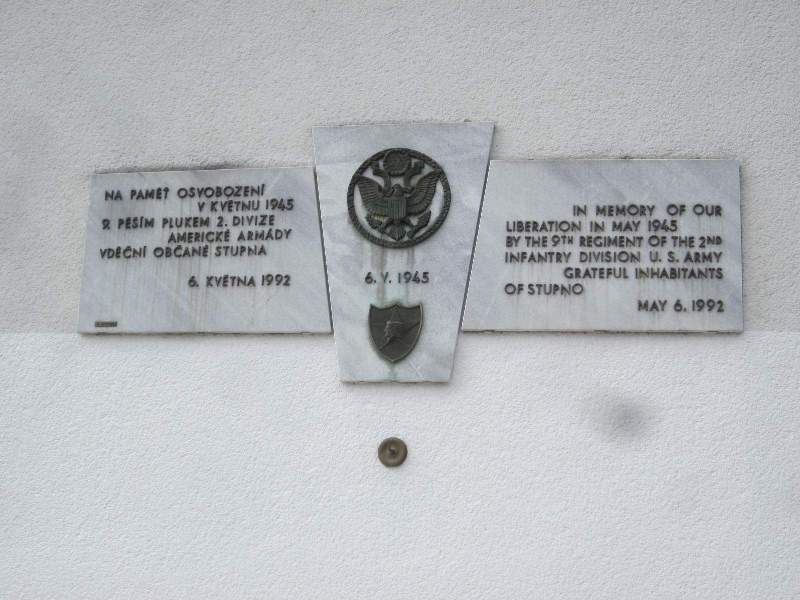 NA PAMĚŤ OSVOBOZENÍ
V KVĚTNU 1945
9. PĚŠÍM PLUKEM 2. DIVIZE
AMERICKÉ ARMÁDY
VDĚČNÍ OBČANÉ STUPNA
6. KVĚTNA 1992
6. V. 1945
IN MEMORY OF OUR
LIBERATION IN MAY 1945
BY THE 9TH REGIMENT OF THE 2ND
INFANTRY DIVISION U. S. ARMY
GRATEFUL INHABITANTS
OF STUPNO
MAY 6. 1992